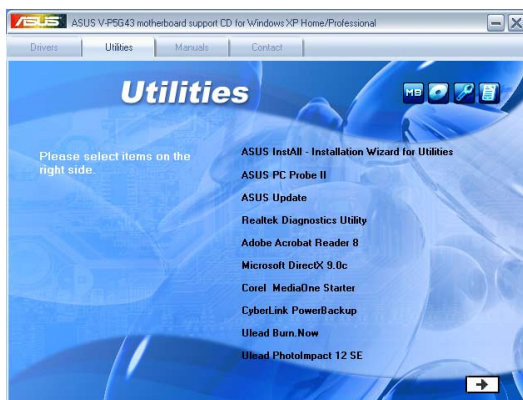 ASUS ASUS V-P5G43 motherboard support CD for Windows XP Home/Professional
Drivers Utilities Manuals Contact
Utilities
MB
Please select items on the
right side.
ASUS InstAll - Installation Wizard for Utilities
ASUS PC Probe II
ASUS Update
Realtek Diagnostics Utility
Adobe Acrobat Reader 8
Microsoft DirectX 9.0c
Corel MediaOne Starter
CyberLink PowerBackup
Ulead Burn.Now
Ulead PhotoImpact 12 SE